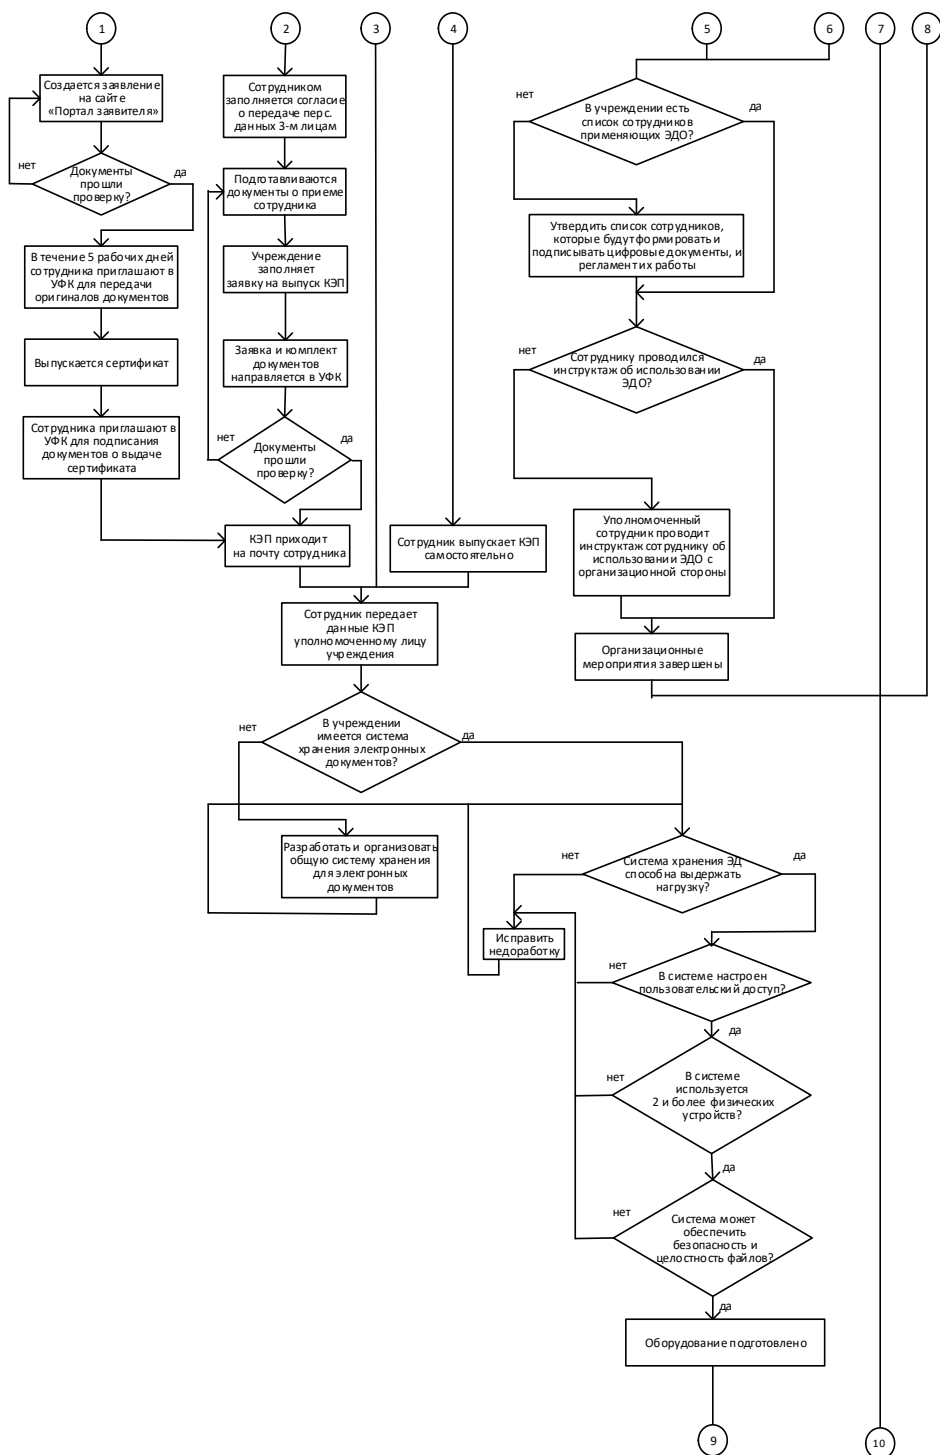 1
2
3
4
5
6
7
8
Создается заявление
на сайте
«Портал заявителя»
нет
Документы
прошли
проверку?
да
В течение 5 рабочих дней
сотрудника приглашают в
УФК для передачи
оригиналов документов
Выпускается сертификат
Сотрудника приглашают в
УФК для подписания
документов о выдаче
сертификата
Сотрудником
заполняется согласие
о передаче перс.
данных 3-м лицам
Подготавливаются
документы о приеме
сотрудника
Учреждение
заполняет
заявку на выпуск КЭП
Заявка и комплект
документов
направляется в УФК
нет
да
Документы
прошли
проверку?
КЭП приходит
на почту сотрудника
Сотрудник выпускает КЭП
самостоятельно
Сотрудник передает
данные КЭП
уполномоченному лицу
учреждения
нет
В учреждении есть
список сотрудников
применяющих ЭДО?
да
Утвердить список сотрудников,
которые будут формировать и
подписывать цифровые документы, и
регламент их работы
нет
Сотруднику проводился
инструктаж об использовании
ЭДО?
да
Уполномоченный
сотрудник проводит
инструктаж сотруднику об
использовании ЭДО с
организационной стороны
Организационные
мероприятия завершены
нет
В учреждении
имеется система
хранения электронных
документов?
да
Разработать и организовать
общую систему хранения
для электронных
документов
нет
Система хранения ЭД
способна выдержать
нагрузку?
да
Исправить
недоработку
нет
В системе настроен
пользовательский доступ?
да
нет
В системе
используется
2 и более физических
устройств?
да
нет
Система может
обеспечить
безопасность и
целостность файлов?
да
Оборудование подготовлено
9
10